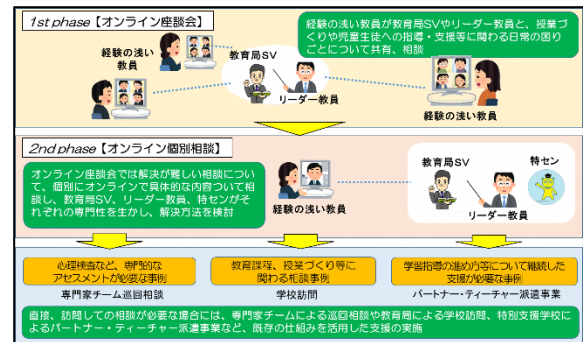 1st phase【オンライン座談会】
経験の浅い教員が教育局SVやリーダー教員と、授業づ
くりや児童生徒への指導・支援等に関わる日常の困り
ごとについて共有、相談
経験の浅い
教員
教育局SV
リーダー教員
経験の浅い教員
2nd phase【オンライン個別相談】
オンライン座談会では解決が難しい相談につい
て、個別にオンラインで具体的な内容ついて相
談し、教育局SV、リーダー教員、特センがそ
れぞれの専門性を生かし、解決方法を検討
経験の浅い教員
教育局SV
特セン
リーダー教員
心理検査など、専門的な
アセスメントが必要な事例
教育課程、授業づくり等に
関わる相談事例
学習指導の進め方等について継続した
支援が必要な事例
専門家チーム巡回相談
学校訪問
パートナー・ティーチャー派遣事業
直接、訪問しての相談が必要な場合には、専門家チームによる巡回相談や教育局による学校訪問、特別支援学校に
よるパートナー・ティーチャー派遣事業など、既存の仕組みを活用した支援の実施